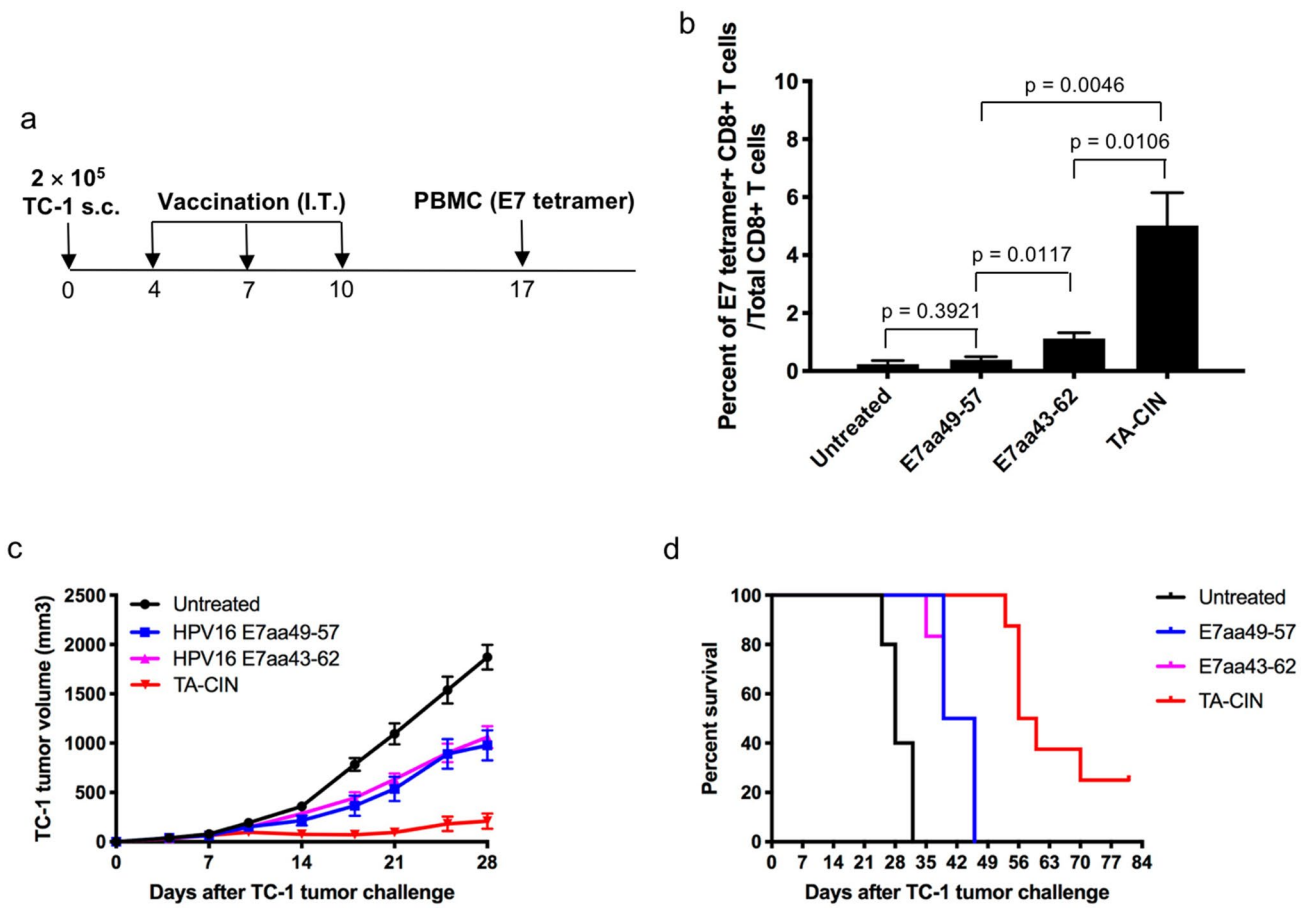 a
2 × 10⁵
TC-1 s.c.
Vaccination (I.T.)
PBMC (E7 tetramer)
0
4
7
10
17
b
Percent of E7 tetramer+ CD8+ T cells
/Total CD8+ T cells
10
8
6
4
2
0
p = 0.0046
p = 0.0106
p = 0.0117
p = 0.3921
Untreated
E7aa49-57
E7aa43-62
TA-CIN
c
TC-1 tumor volume (mm3)
2500
2000
1500
1000
500
0
Untreated
HPV16 E7aa49-57
HPV16 E7aa43-62
TA-CIN
0 7 14 21 28
Days after TC-1 tumor challenge
d
Percent survival
100
80
60
40
20
0
Untreated
E7aa49-57
E7aa43-62
TA-CIN
0 7 14 21 28 35 42 49 56 63 70 77 84
Days after TC-1 tumor challenge